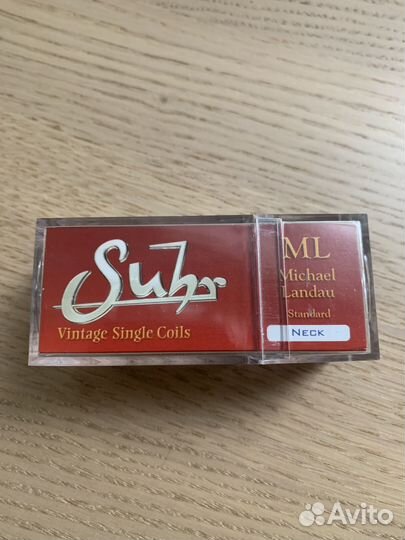 Suhr
Vintage Single Coils
ML
Michael
Landau
Standard
NECK
Avito